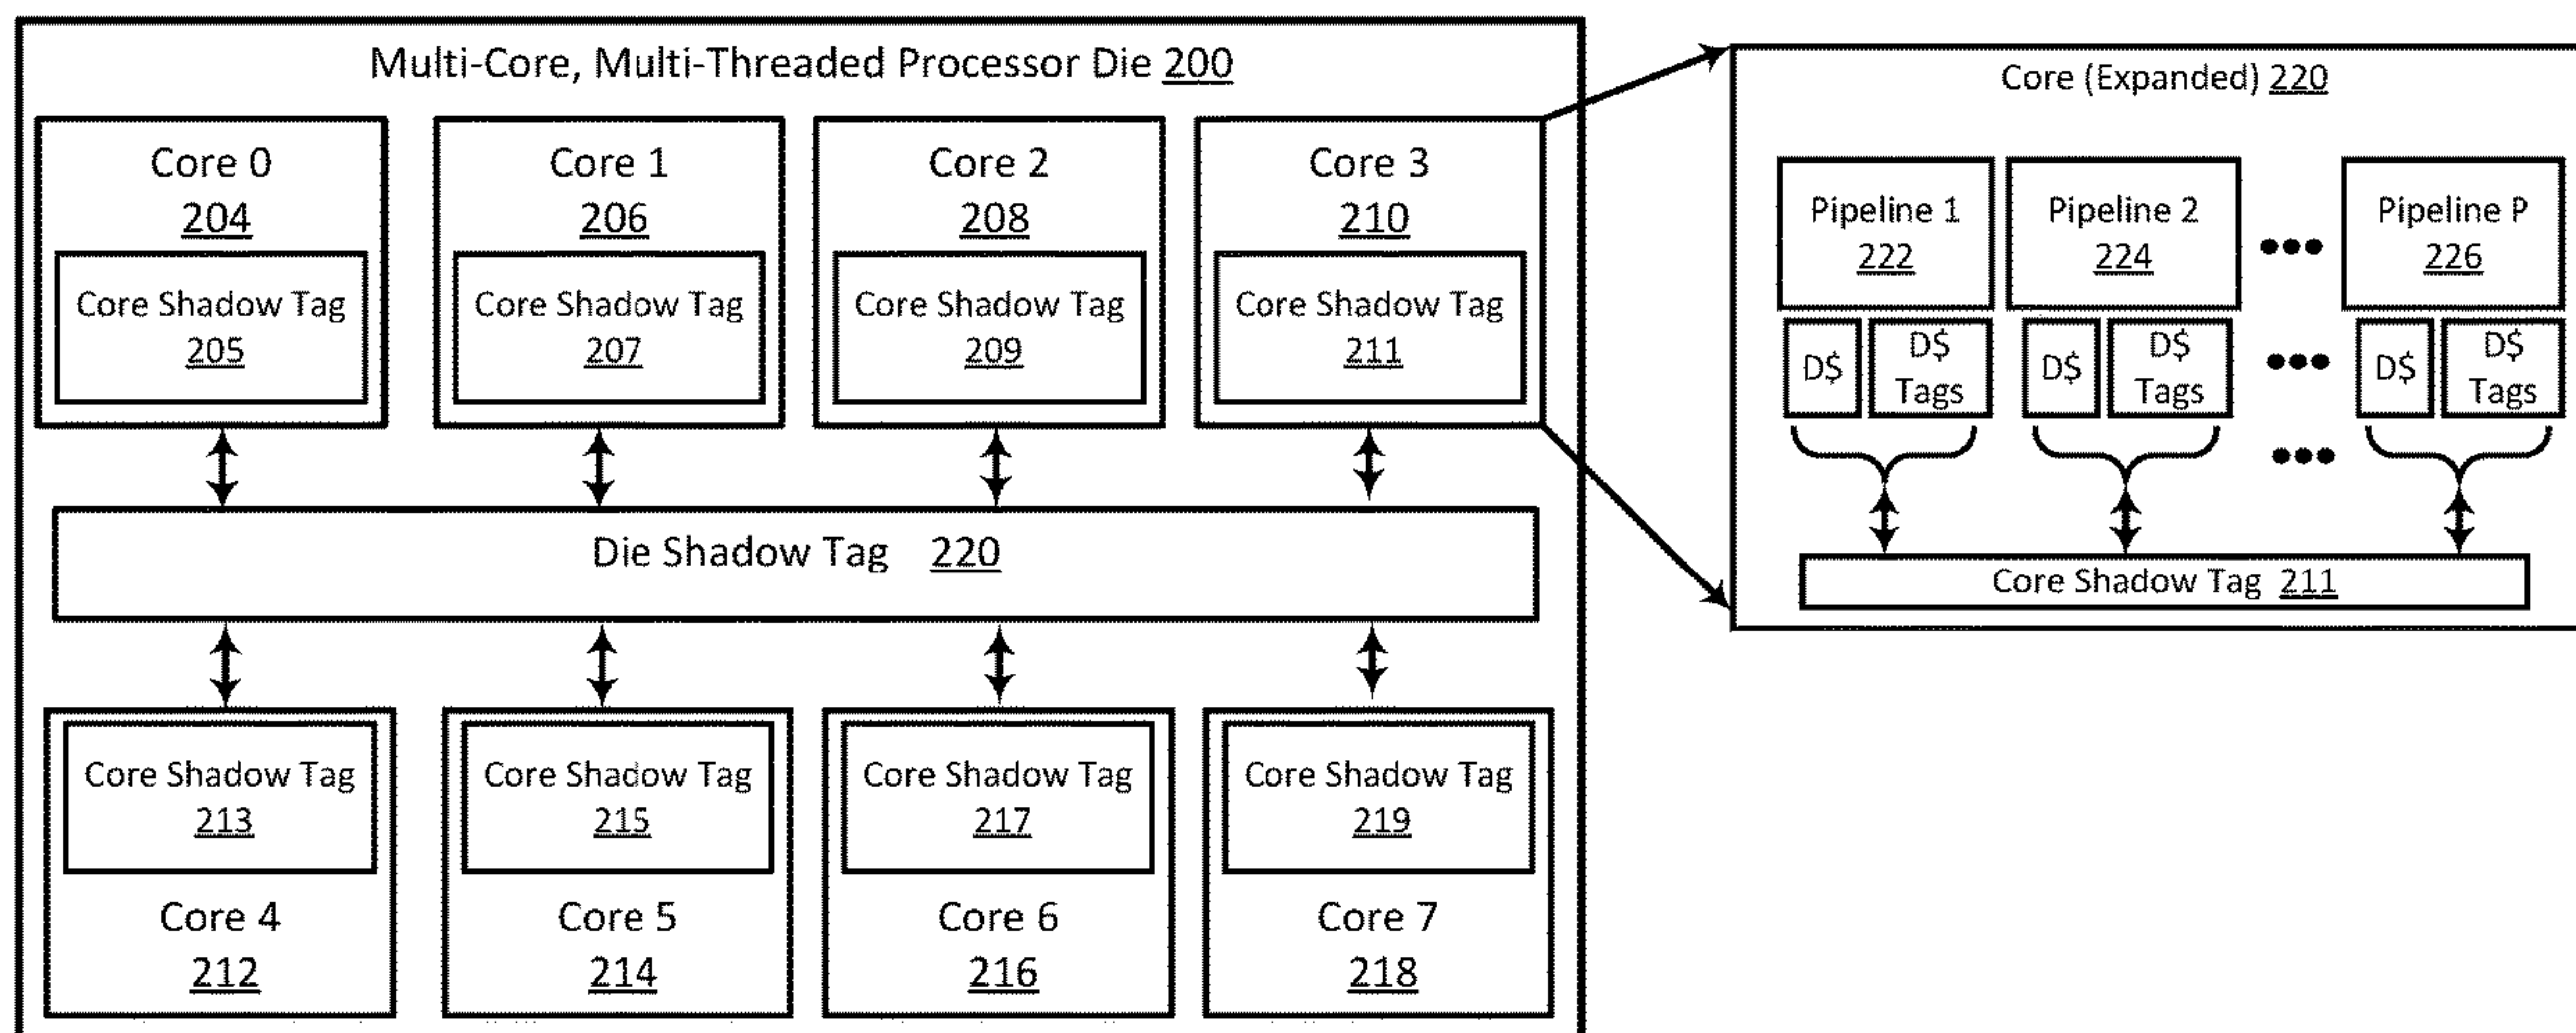 Multi-Core, Multi-Threaded Processor Die 200
Core 0
204
Core Shadow Tag
205
Core 1
206
Core Shadow Tag
207
Core 2
208
Core Shadow Tag
209
Core 3
210
Core Shadow Tag
211
Die Shadow Tag 220
Core Shadow Tag
213
Core 4
212
Core Shadow Tag
215
Core 5
214
Core Shadow Tag
217
Core 6
216
Core Shadow Tag
219
Core 7
218
Core (Expanded) 220
Pipeline 1
222
Pipeline 2
224
•••
Pipeline P
226
D$
D$
Tags
D$
D$
Tags
•••
D$
D$
Tags
•••
Core Shadow Tag 211